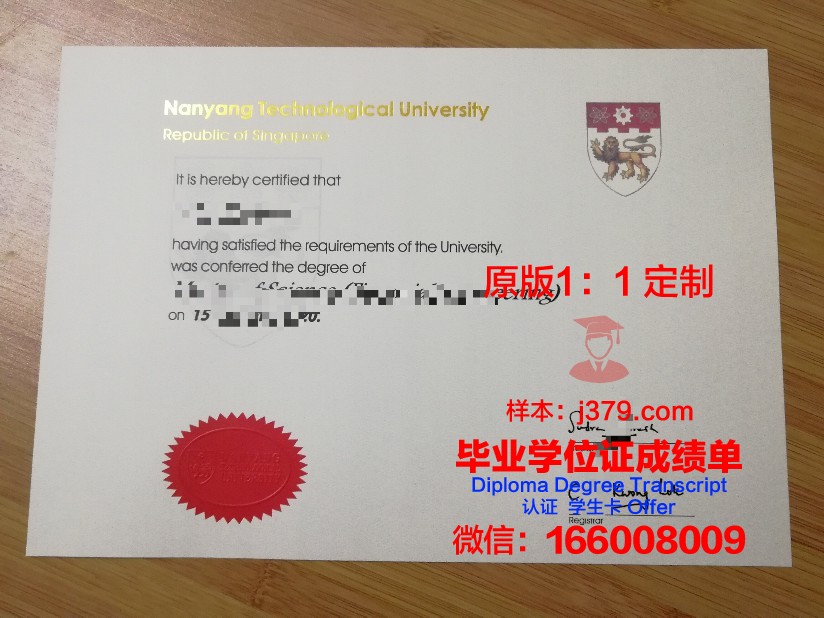 Nanyang Technological University
Republic of Singapore
It is hereby certified that
having satisfied the requirements of the University,
was conferred the degree of
原版1：1 定制
on 15
样本：j379.com
毕业学位证成绩单
Diploma Degree Transcript
认证 学生卡 Offer
Registrar
微信：166008009